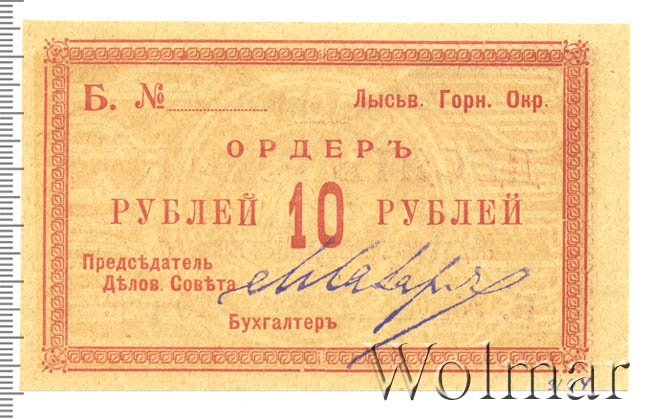 Б. № Лысьв. Горн. Окр.
ОРДЕРЪ
РУБЛЕЙ 10 РУБЛЕЙ
Предсѣдатель
Дѣлов. Совѣта
Бухгалтеръ
Wolmar